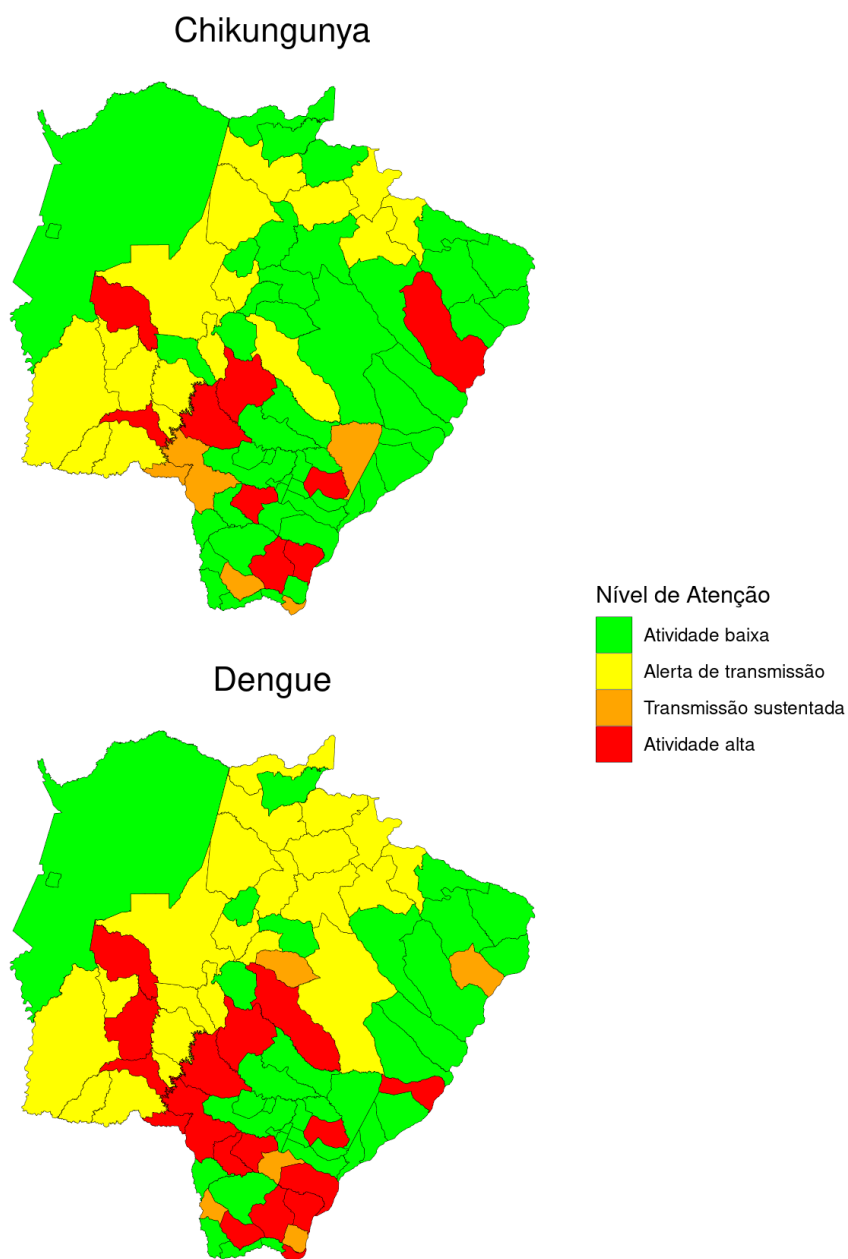 Chikungunya
Nível de Atenção
Atividade baixa
Alerta de transmissão
Transmissão sustentada
Atividade alta
Dengue